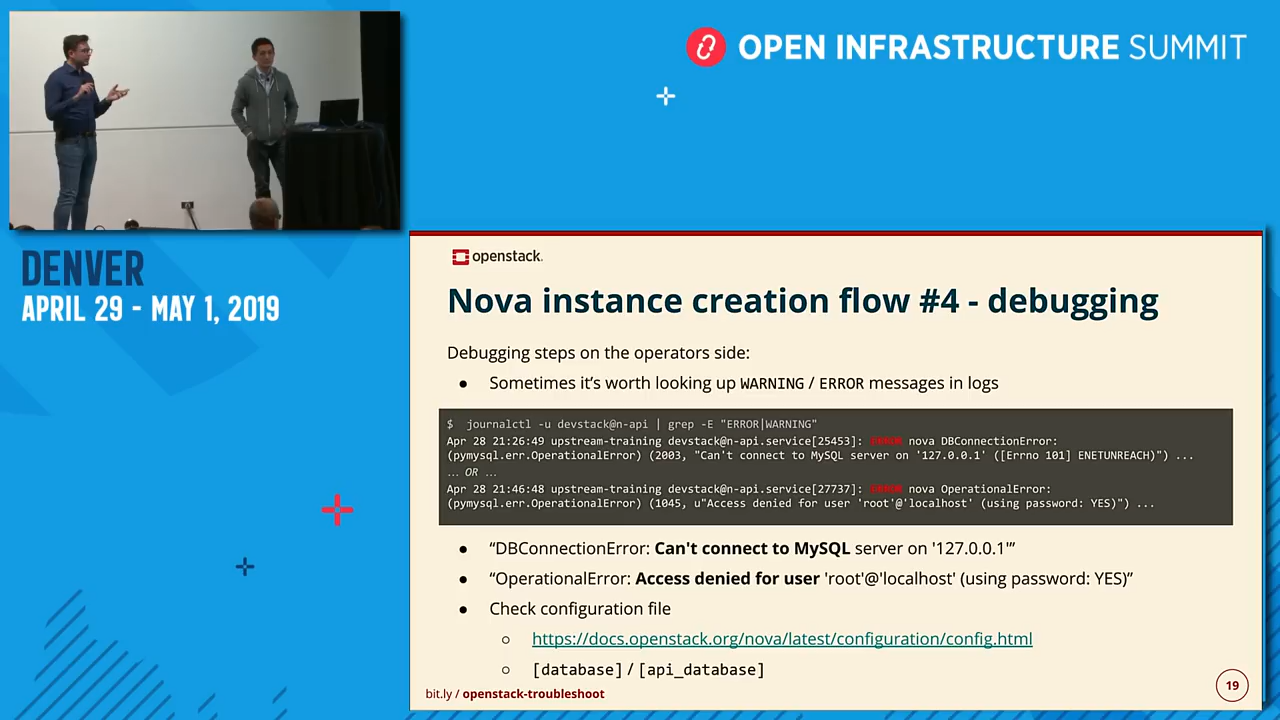 OPEN INFRASTRUCTURE SUMMIT
DENVER
APRIL 29 - MAY 1, 2019
openstack.
Nova instance creation flow #4 - debugging
Debugging steps on the operators side:
● Sometimes it's worth looking up WARNING / ERROR messages in logs
$ journalctl -u devstack@n-api | grep -E "ERROR|WARNING"
Apr 28 21:26:49 upstream-training devstack@n-api.service[25453]: ERROR nova DBConnectionError:
(pymysql.err.OperationalError) (2003, "Can't connect to MySQL server on '127.0.0.1' ([Errno 101] ENETUNREACH)") ...
... OR ...
Apr 28 21:46:48 upstream-training devstack@n-api.service[27737]: ERROR nova OperationalError:
(pymysql.err.OperationalError) (1045, u"Access denied for user 'root'@'localhost' (using password: YES)") ...
● “DBConnectionError: Can't connect to MySQL server on '127.0.0.1'”
● “OperationalError: Access denied for user 'root'@'localhost' (using password: YES)”
● Check configuration file
○ https://docs.openstack.org/nova/latest/configuration/config.html
○ [database] / [api_database]
bit.ly / openstack-troubleshoot
19